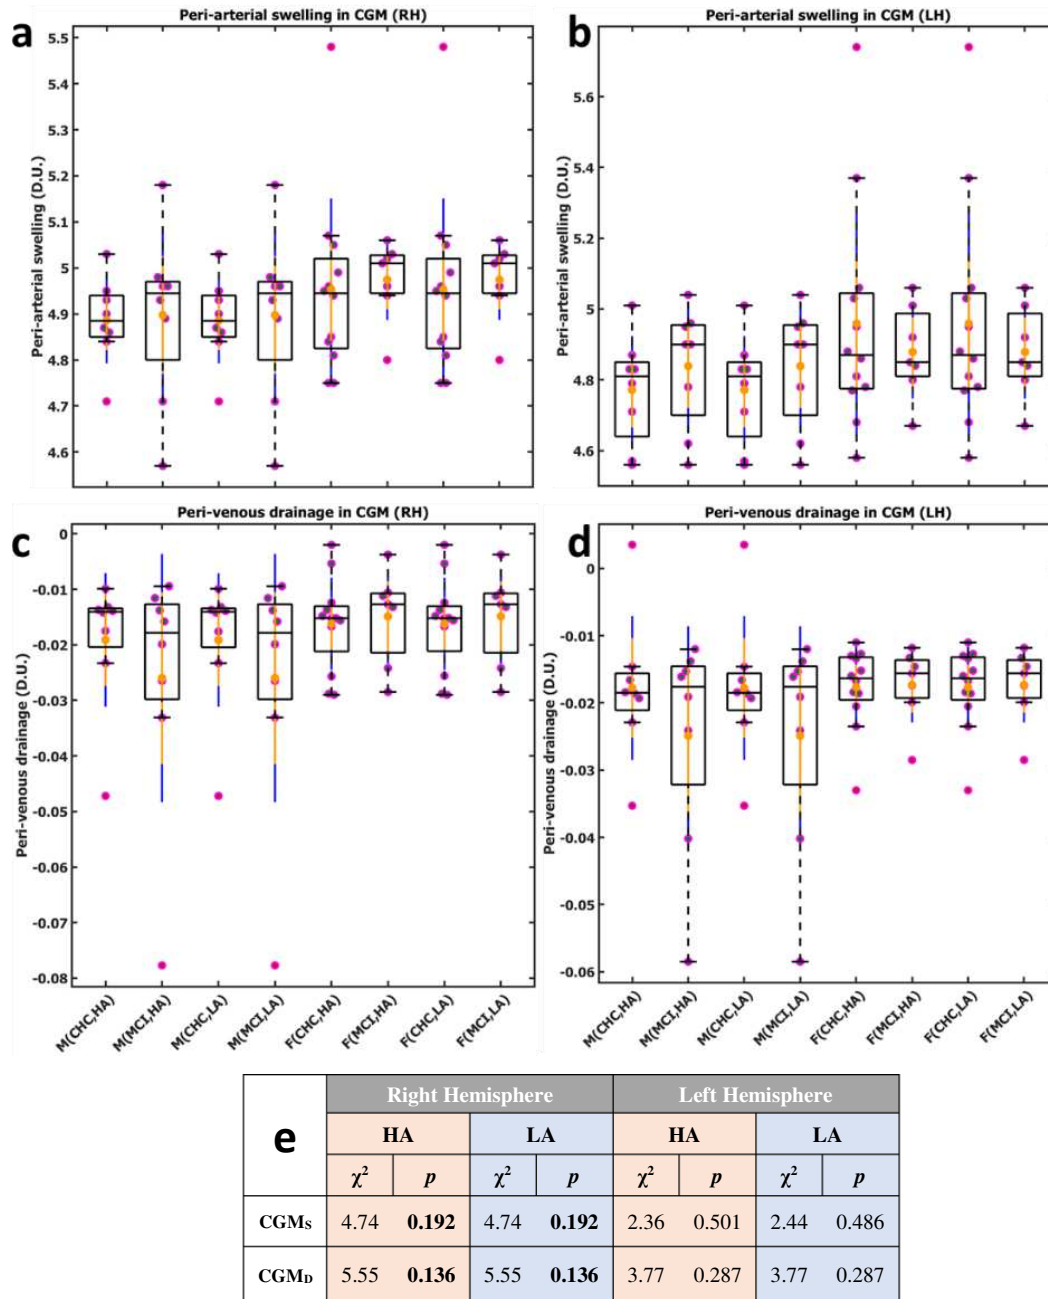 a
Peri-arterial swelling in CGM (RH)
Peri-arterial swelling (D.U.)
5.5
5.4
5.3
5.2
5.1
5
4.9
4.8
4.7
4.6
b
Peri-arterial swelling in CGM (LH)
Peri-arterial swelling (D.U.)
5.6
5.4
5.2
5
4.8
4.6
c
Peri-venous drainage in CGM (RH)
Peri-venous drainage (D.U.)
0
-0.01
-0.02
-0.03
-0.04
-0.05
-0.06
-0.07
-0.08
M(CHC,HA)
M(MCI,HA)
M(CHC,LA)
M(MCI,LA)
F(CHC,HA)
F(MCI,HA)
F(CHC,LA)
F(MCI,LA)
d
Peri-venous drainage in CGM (LH)
Peri-venous drainage (D.U.)
0
-0.01
-0.02
-0.03
-0.04
-0.05
-0.06
M(CHC,HA)
M(MCI,HA)
M(CHC,LA)
M(MCI,LA)
F(CHC,HA)
F(MCI,HA)
F(CHC,LA)
F(MCI,LA)
e
Right Hemisphere Left Hemisphere
HA LA HA LA
χ² p χ² p χ² p χ² p
CGMS 4.74 0.192 4.74 0.192 2.36 0.501 2.44 0.486
CGMD 5.55 0.136 5.55 0.136 3.77 0.287 3.77 0.287